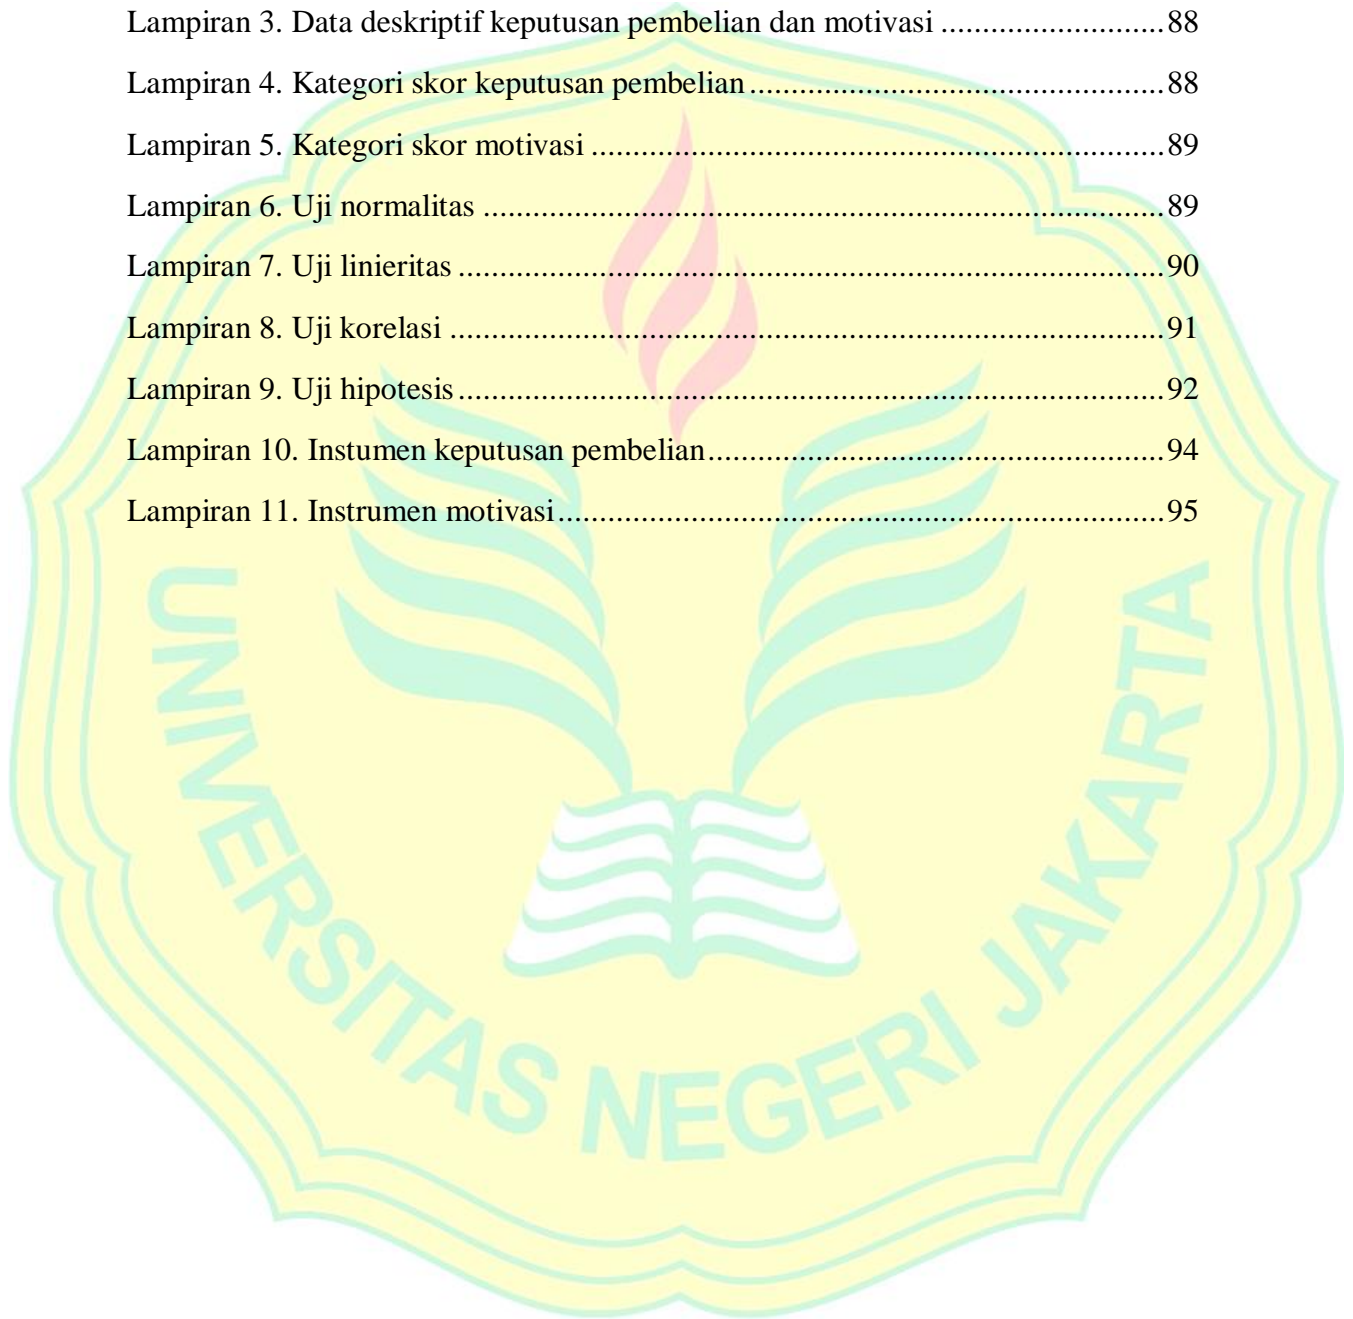 Lampiran 3. Data deskriptif keputusan pembelian dan motivasi ............................ 88
Lampiran 4. Kategori skor keputusan pembelian .................................................... 88
Lampiran 5. Kategori skor motivasi ........................................................................ 89
Lampiran 6. Uji normalitas ...................................................................................... 89
Lampiran 7. Uji linieritas ......................................................................................... 90
Lampiran 8. Uji korelasi .......................................................................................... 91
Lampiran 9. Uji hipotesis ......................................................................................... 92
Lampiran 10. Instumen keputusan pembelian ......................................................... 94
Lampiran 11. Instrumen motivasi ............................................................................ 95
UNIVERSITAS NEGERI JAKARTA